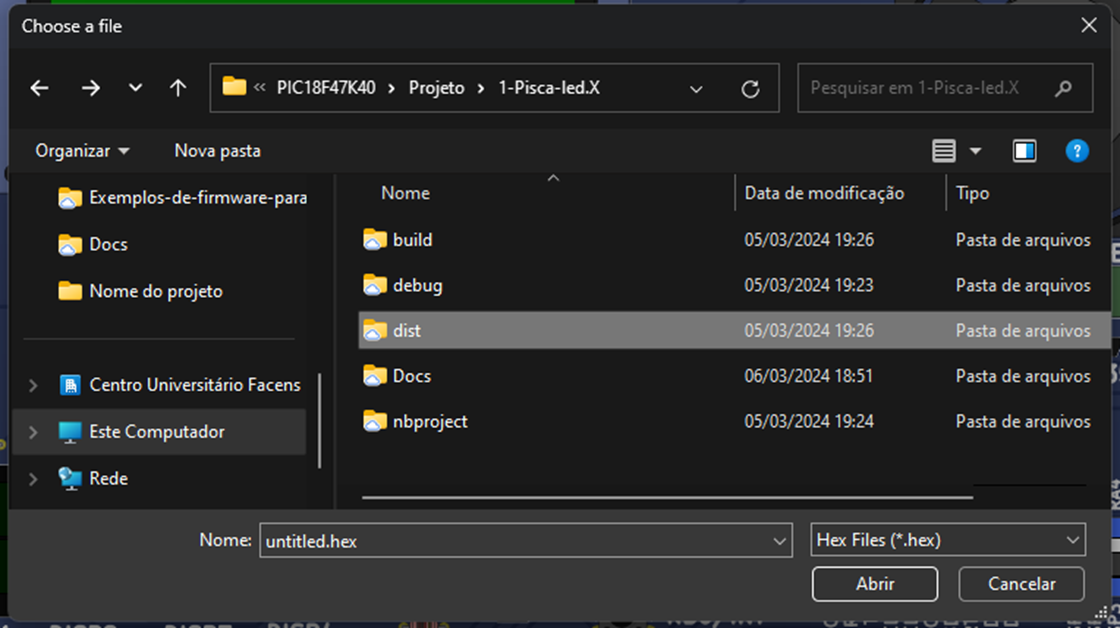 Choose a file
« PIC18F47K40 > Projeto > 1-Pisca-led.X
Pesquisar em 1-Pisca-led.X
Organizar
Nova pasta
Exemplos-de-firmware-para
Docs
Nome do projeto
Centro Universitário Facens
Este Computador
Rede
Nome Data de modificação Tipo
build 05/03/2024 19:26 Pasta de arquivos
debug 05/03/2024 19:23 Pasta de arquivos
dist 05/03/2024 19:26 Pasta de arquivos
Docs 06/03/2024 18:51 Pasta de arquivos
nbproject 05/03/2024 19:24 Pasta de arquivos
Nome: untitled.hex
Hex Files (*.hex)
Abrir
Cancelar